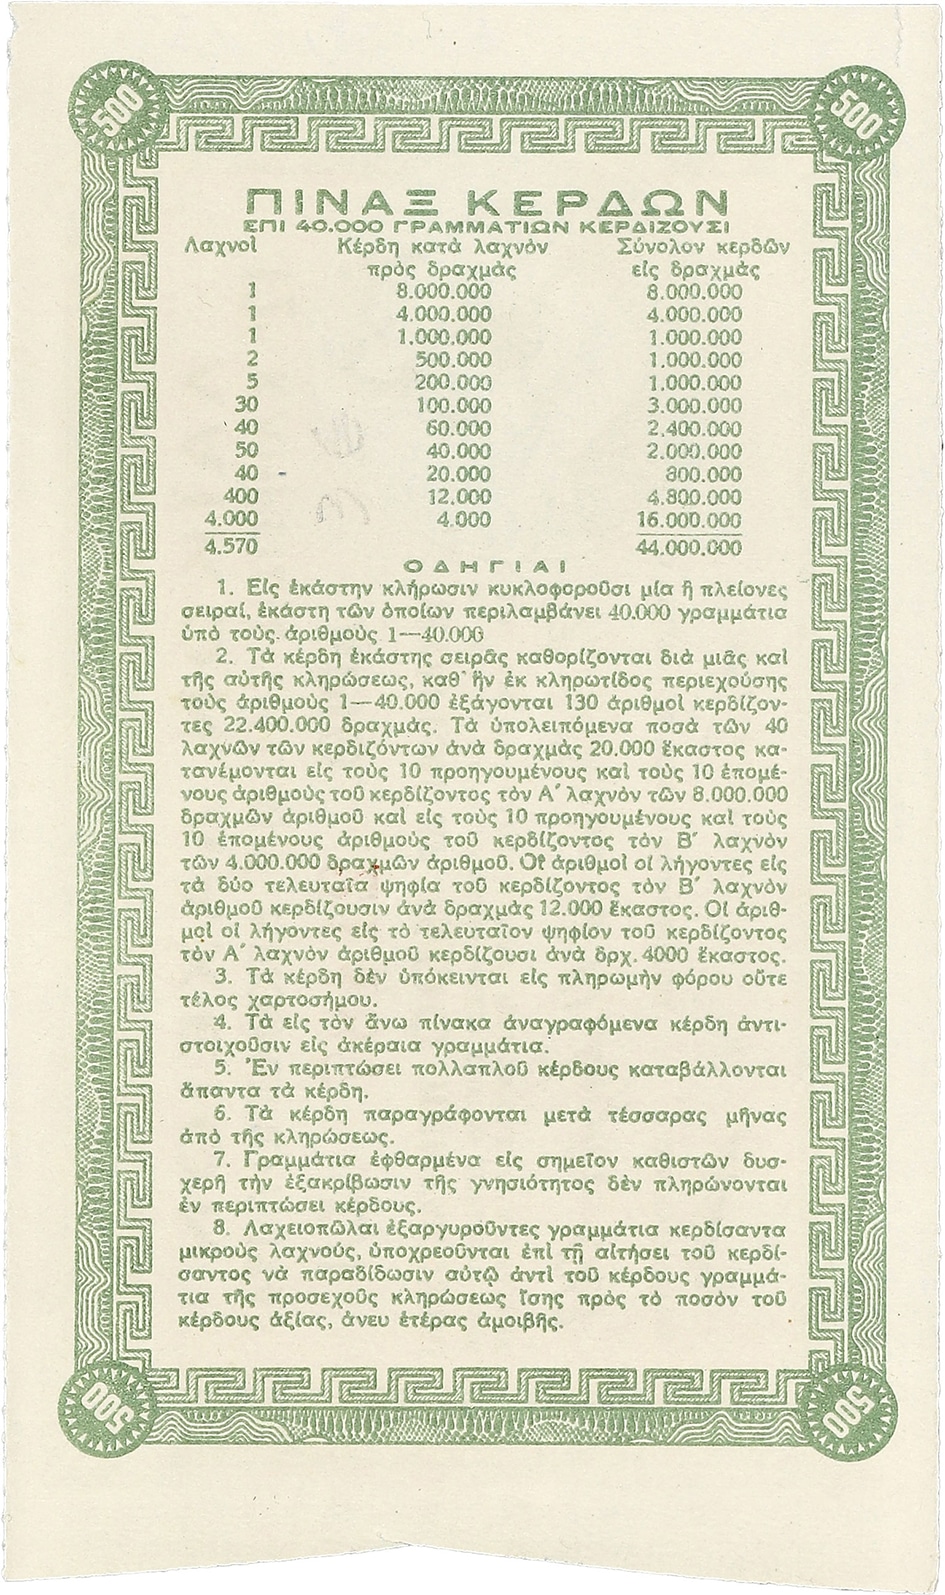 500
500
ΠΙΝΑΞ ΚΕΡΔΩΝ
ΕΠΙ 40.000 ΓΡΑΜΜΑΤΙΩΝ ΚΕΡΔΙΖΟΥΣΙ
Λαχνοὶ Κέρδη κατὰ λαχνὸν Σύνολον κερδῶν
πρὸς δραχμὰς εἰς δραχμὰς
1 8.000.000 8.000.000
1 4.000.000 4.000.000
1 1.000.000 1.000.000
2 500.000 1.000.000
5 200.000 1.000.000
30 100.000 3.000.000
40 60.000 2.400.000
50 40.000 2.000.000
40 20.000 800.000
400 12.000 4.800.000
4.000 4.000 16.000.000
4.570 44.000.000
ΟΔΗΓΙΑΙ
1. Εἰς ἑκάστην κλήρωσιν κυκλοφοροῦσι μία ἢ πλείονες
σειραί, ἑκάστη τῶν ὁποίων περιλαμβάνει 40.000 γραμμάτια
ὑπὸ τοὺς ἀριθμοὺς 1—40.000
2. Τὰ κέρδη ἑκάστης σειρᾶς καθορίζονται διὰ μιᾶς καὶ
τῆς αὐτῆς κληρώσεως, καθ' ἣν ἐκ κληρωτίδος περιεχούσης
τοὺς ἀριθμοὺς 1—40.000 ἐξάγονται 130 ἀριθμοὶ κερδίζον-
τες 22.400.000 δραχμάς. Τὰ ὑπολειπόμενα ποσὰ τῶν 40
λαχνῶν τῶν κερδιζόντων ἀνὰ δραχμὰς 20.000 ἕκαστος κα-
τανέμονται εἰς τοὺς 10 προηγουμένους καὶ τοὺς 10 ἑπομέ-
νους ἀριθμοὺς τοῦ κερδίζοντος τὸν Α΄ λαχνὸν τῶν 8.000.000
δραχμῶν ἀριθμοῦ καὶ εἰς τοὺς 10 προηγουμένους καὶ τοὺς
10 ἑπομένους ἀριθμοὺς τοῦ κερδίζοντος τὸν Β΄ λαχνὸν
τῶν 4.000.000 δραχμῶν ἀριθμοῦ. Οἱ ἀριθμοὶ οἱ λήγοντες εἰς
τὰ δύο τελευταῖα ψηφία τοῦ κερδίζοντος τὸν Β΄ λαχνὸν
ἀριθμοῦ κερδίζουσιν ἀνὰ δραχμὰς 12.000 ἕκαστος. Οἱ ἀριθ-
μοὶ οἱ λήγοντες εἰς τὸ τελευταῖον ψηφίον τοῦ κερδίζοντος
τὸν Α΄ λαχνὸν ἀριθμοῦ κερδίζουσι ἀνὰ δρχ. 4000 ἕκαστος.
3. Τὰ κέρδη δὲν ὑπόκεινται εἰς πληρωμὴν φόρου οὔτε
τέλος χαρτοσήμου.
4. Τὰ εἰς τὸν ἄνω πίνακα ἀναγραφόμενα κέρδη ἀντι-
στοιχοῦσιν εἰς ἀκέραια γραμμάτια.
5. Ἐν περιπτώσει πολλαπλοῦ κέρδους καταβάλλονται
ἅπαντα τὰ κέρδη.
6. Τὰ κέρδη παραγράφονται μετὰ τέσσαρας μῆνας
ἀπὸ τῆς κληρώσεως.
7. Γραμμάτια ἐφθαρμένα εἰς σημεῖον καθιστῶν δυσ-
χερῆ τὴν ἐξακρίβωσιν τῆς γνησιότητος δὲν πληρώνονται
ἐν περιπτώσει κέρδους.
8. Λαχειοπῶλαι ἐξαργυροῦντες γραμμάτια κερδίσαντα
μικροὺς λαχνούς, ὑποχρεοῦνται ἐπὶ τῇ αἰτήσει τοῦ κερδί-
σαντος νὰ παραδίδωσιν αὐτῷ ἀντὶ τοῦ κέρδους γραμμά-
τια τῆς προσεχοῦς κληρώσεως ἴσης πρὸς τὸ ποσὸν τοῦ
κέρδους ἀξίας, ἄνευ ἑτέρας ἀμοιβῆς.
500
500